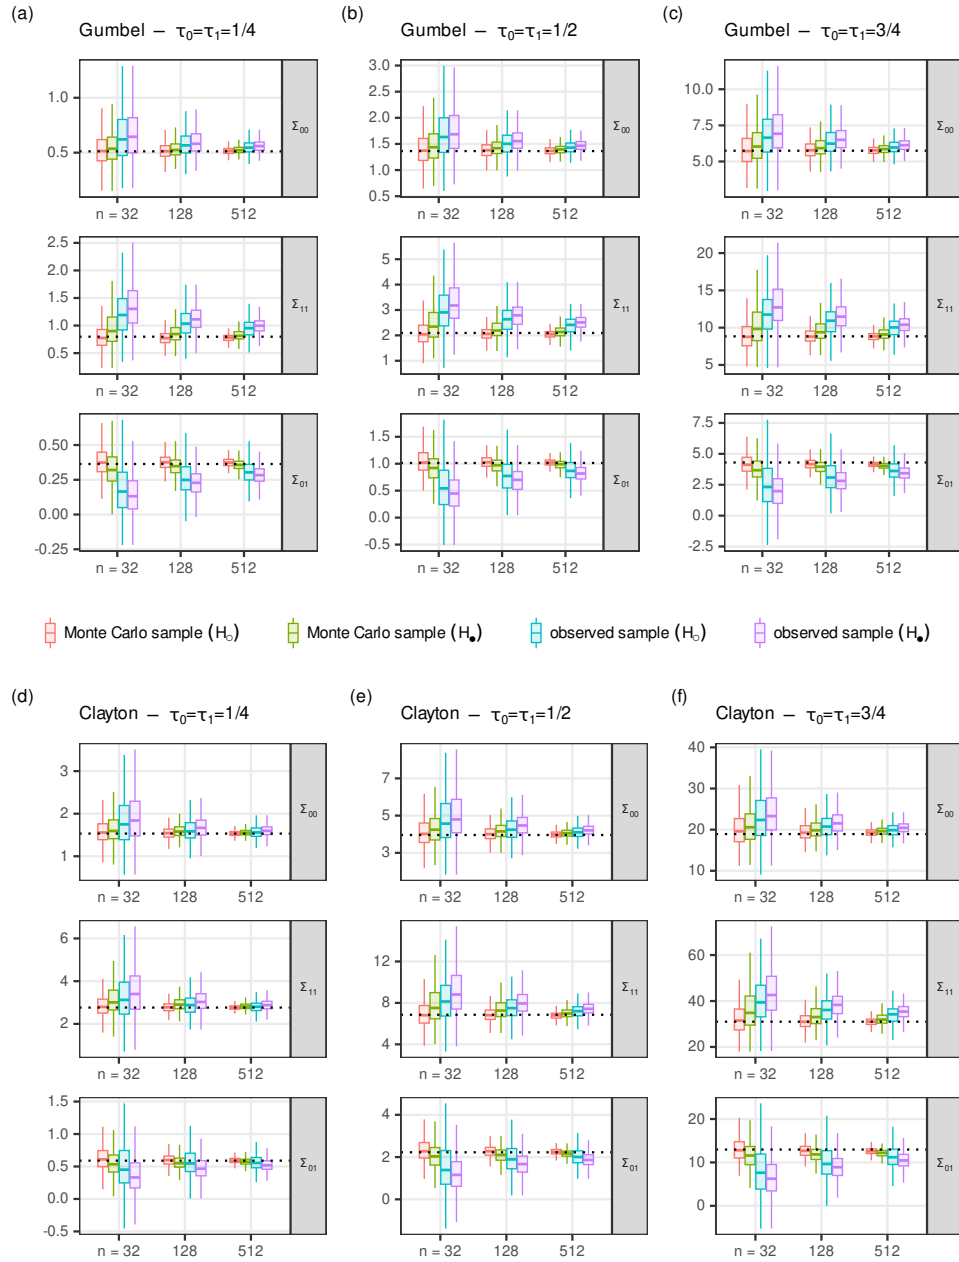 (a)
Gumbel – τ₀=τ₁=1/4
1.0
0.5
Σ₀₀
n = 32 128 512
2.5
2.0
1.5
1.0
0.5
Σ₁₁
n = 32 128 512
0.50
0.25
0.00
-0.25
Σ₀₁
n = 32 128 512
(b)
Gumbel – τ₀=τ₁=1/2
3.0
2.5
2.0
1.5
1.0
0.5
Σ₀₀
n = 32 128 512
5
4
3
2
1
Σ₁₁
n = 32 128 512
1.5
1.0
0.5
0.0
-0.5
Σ₀₁
n = 32 128 512
(c)
Gumbel – τ₀=τ₁=3/4
10.0
7.5
5.0
Σ₀₀
n = 32 128 512
20
15
10
5
Σ₁₁
n = 32 128 512
7.5
5.0
2.5
0.0
-2.5
Σ₀₁
n = 32 128 512
Monte Carlo sample (H○) Monte Carlo sample (H●) observed sample (H○) observed sample (H●)
(d)
Clayton – τ₀=τ₁=1/4
3
2
1
Σ₀₀
n = 32 128 512
6
4
2
Σ₁₁
n = 32 128 512
1.0
0.5
0.0
-0.5
Σ₀₁
n = 32 128 512
(e)
Clayton – τ₀=τ₁=1/2
7
5
3
Σ₀₀
n = 32 128 512
12
8
4
Σ₁₁
n = 32 128 512
4
2
0
Σ₀₁
n = 32 128 512
(f)
Clayton – τ₀=τ₁=3/4
40
30
20
10
Σ₀₀
n = 32 128 512
60
40
20
Σ₁₁
n = 32 128 512
20
10
0
Σ₀₁
n = 32 128 512